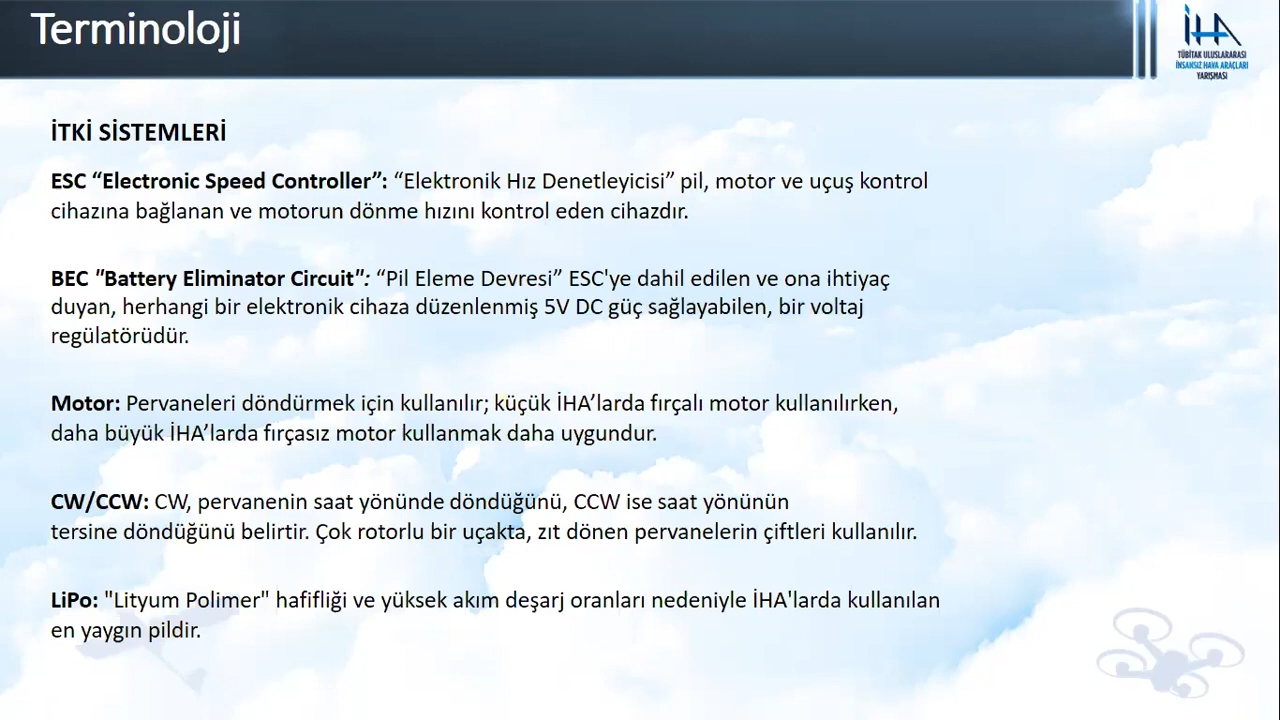 Terminoloji
İHA
TÜBİTAK ULUSLARARASI
İNSANSIZ HAVA ARAÇLARI
YARIŞMASI
İTKİ SİSTEMLERİ
ESC “Electronic Speed Controller”: “Elektronik Hız Denetleyicisi” pil, motor ve uçuş kontrol
cihazına bağlanan ve motorun dönme hızını kontrol eden cihazdır.
BEC "Battery Eliminator Circuit": “Pil Eleme Devresi” ESC'ye dahil edilen ve ona ihtiyaç
duyan, herhangi bir elektronik cihaza düzenlenmiş 5V DC güç sağlayabilen, bir voltaj
regülatörüdür.
Motor: Pervaneleri döndürmek için kullanılır; küçük İHA’larda fırçalı motor kullanılırken,
daha büyük İHA’larda fırçasız motor kullanmak daha uygundur.
CW/CCW: CW, pervanenin saat yönünde döndüğünü, CCW ise saat yönünün
tersine döndüğünü belirtir. Çok rotorlu bir uçakta, zıt dönen pervanelerin çiftleri kullanılır.
LiPo: "Lityum Polimer" hafifliği ve yüksek akım deşarj oranları nedeniyle İHA'larda kullanılan
en yaygın pildir.